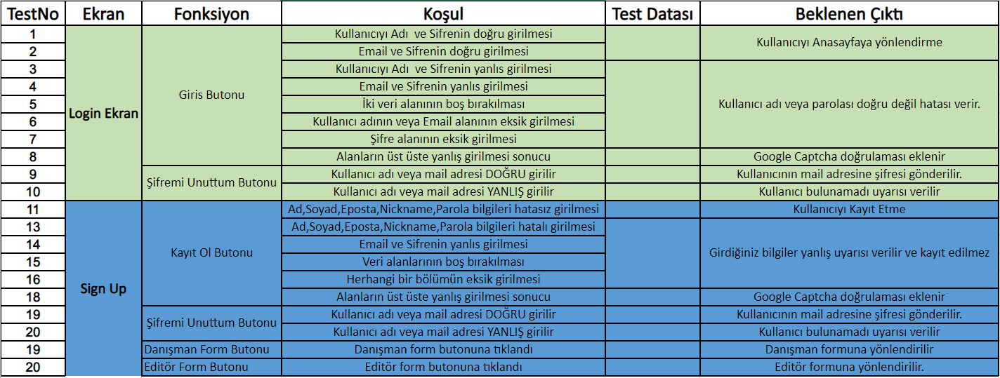 TestNo Ekran Fonksiyon Koşul Test Datası Beklenen Çıktı
1 Kullanıcıyı Adı ve Sifrenin doğru girilmesi
Kullanıcıyı Anasayfaya yönlendirme
2 Email ve Sifrenin doğru girilmesi
3 Kullanıcıyı Adı ve Sifrenin yanlıs girilmesi
4 Email ve Sifrenin yanlıs girilmesi
Giris Butonu
5 İki veri alanının boş bırakılması Kullanıcı adı veya parolası doğru değil hatası verir.
Login Ekran
6 Kullanıcı adının veya Email alanının eksik girilmesi
7 Şifre alanının eksik girilmesi
8 Alanların üst üste yanlış girilmesi sonucu Google Captcha doğrulaması eklenir
9 Kullanıcı adı veya mail adresi DOĞRU girilir Kullanıcının mail adresine şifresi gönderilir.
Şifremi Unuttum Butonu
10 Kullanıcı adı veya mail adresi YANLIŞ girilir Kullanıcı bulunamadı uyarısı verilir
11 Ad,Soyad,Eposta,Nickname,Parola bilgileri hatasız girilmesi Kullanıcıyı Kayıt Etme
13 Ad,Soyad,Eposta,Nickname,Parola bilgileri hatalı girilmesi
14 Email ve Sifrenin yanlıs girilmesi
Kayıt Ol Butonu Girdiğiniz bilgiler yanlış uyarısı verilir ve kayıt edilmez
15 Veri alanlarının boş bırakılması
16 Herhangi bir bölümün eksik girilmesi
Sign Up
18 Alanların üst üste yanlış girilmesi sonucu Google Captcha doğrulaması eklenir
19 Kullanıcı adı veya mail adresi DOĞRU girilir Kullanıcının mail adresine şifresi gönderilir.
Şifremi Unuttum Butonu
20 Kullanıcı adı veya mail adresi YANLIŞ girilir Kullanıcı bulunamadı uyarısı verilir
19 Danışman Form Butonu Danışman form butonuna tıklandı Danışman formuna yönlendirilir
20 Editör Form Butonu Editör form butonuna tıklandı Editör formuna yönlendirilir.